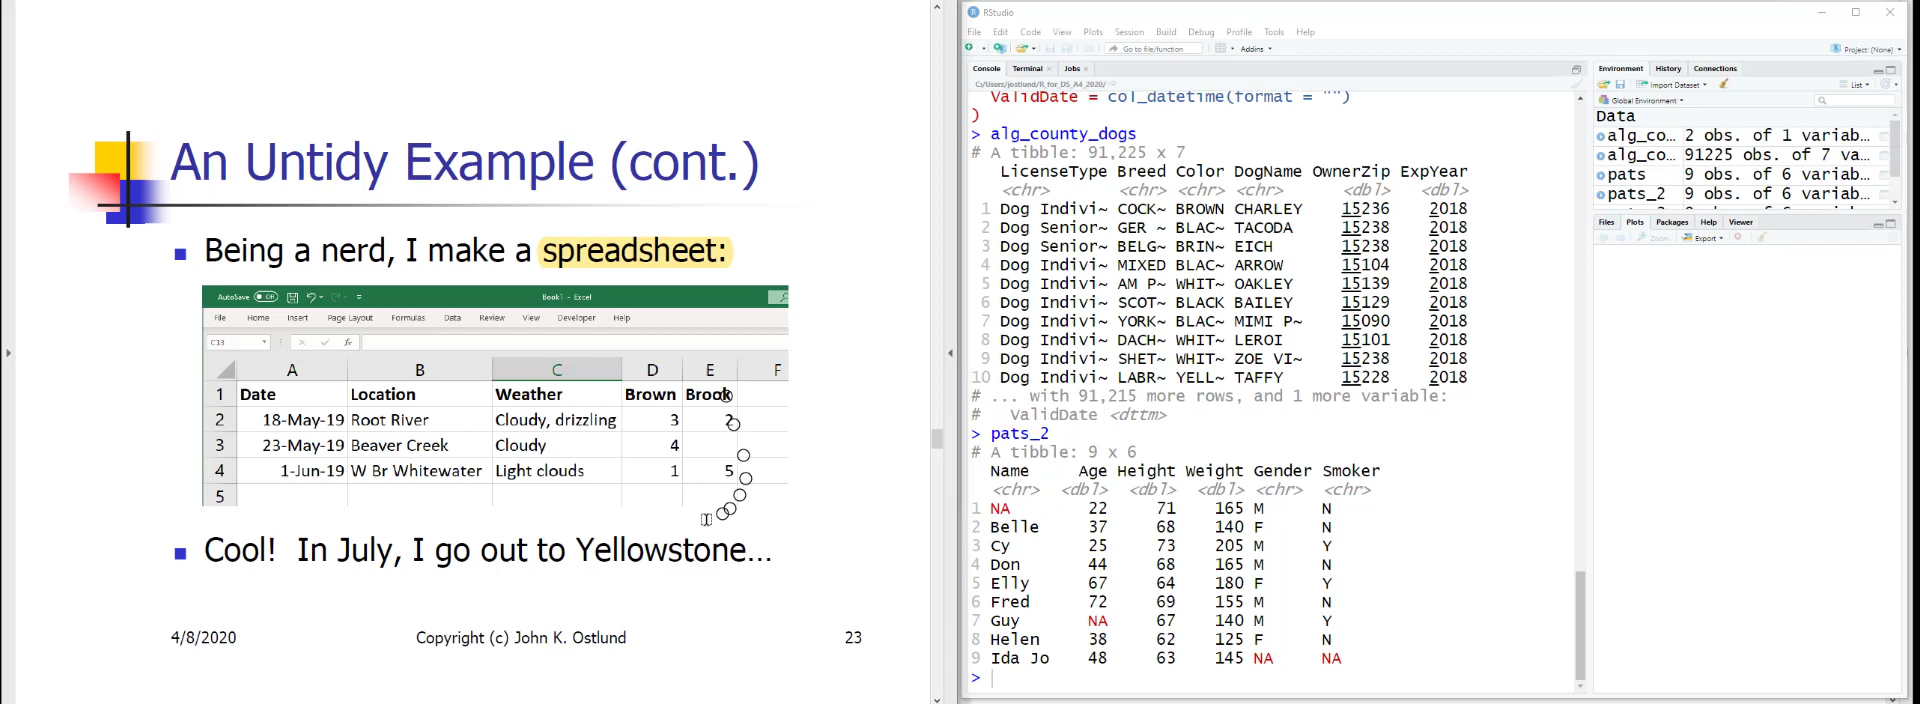 An Untidy Example (cont.)
Being a nerd, I make a spreadsheet:
AutoSave Off Book1 - Excel
File Home Insert Page Layout Formulas Data Review View Developer Help
C13 fx
A B C D E F
1 Date Location Weather Brown Brook
2 18-May-19 Root River Cloudy, drizzling 3 2
3 23-May-19 Beaver Creek Cloudy 4
4 1-Jun-19 W Br Whitewater Light clouds 1 5
5
Cool!  In July, I go out to Yellowstone...
4/8/2020 Copyright (c) John K. Ostlund 23
RStudio
File Edit Code View Plots Session Build Debug Profile Tools Help
Go to file/function Addins Project: (None)
Console Terminal Jobs
C:/Users/jostlund/R_for_DS_A4_2020/
ValidDate = col_datetime(format = "")
)
> alg_county_dogs
# A tibble: 91,225 x 7
LicenseType Breed Color DogName OwnerZip ExpYear
<chr> <chr> <chr> <chr> <dbl> <dbl>
1 Dog Indivi~ COCK~ BROWN CHARLEY 15236 2018
2 Dog Senior~ GER ~ BLAC~ TACODA 15238 2018
3 Dog Senior~ BELG~ BRIN~ EICH 15238 2018
4 Dog Indivi~ MIXED BLAC~ ARROW 15104 2018
5 Dog Indivi~ AM P~ WHIT~ OAKLEY 15139 2018
6 Dog Indivi~ SCOT~ BLACK BAILEY 15129 2018
7 Dog Indivi~ YORK~ BLAC~ MIMI P~ 15090 2018
8 Dog Indivi~ DACH~ WHIT~ LEROI 15101 2018
9 Dog Indivi~ SHET~ WHIT~ ZOE VI~ 15238 2018
10 Dog Indivi~ LABR~ YELL~ TAFFY 15228 2018
# ... with 91,215 more rows, and 1 more variable:
#   ValidDate <dttm>
> pats_2
# A tibble: 9 x 6
Name Age Height Weight Gender Smoker
<chr> <dbl> <dbl> <dbl> <chr> <chr>
1 NA 22 71 165 M N
2 Belle 37 68 140 F N
3 Cy 25 73 205 M Y
4 Don 44 68 165 M N
5 Elly 67 64 180 F Y
6 Fred 72 69 155 M N
7 Guy NA 67 140 M Y
8 Helen 38 62 125 F N
9 Ida Jo 48 63 145 NA NA
>
Environment History Connections
Import Dataset List
Global Environment
Data
alg_co... 2 obs. of 1 variab...
alg_co... 91225 obs. of 7 va...
pats 9 obs. of 6 variab...
pats_2 9 obs. of 6 variab...
Files Plots Packages Help Viewer
Zoom Export